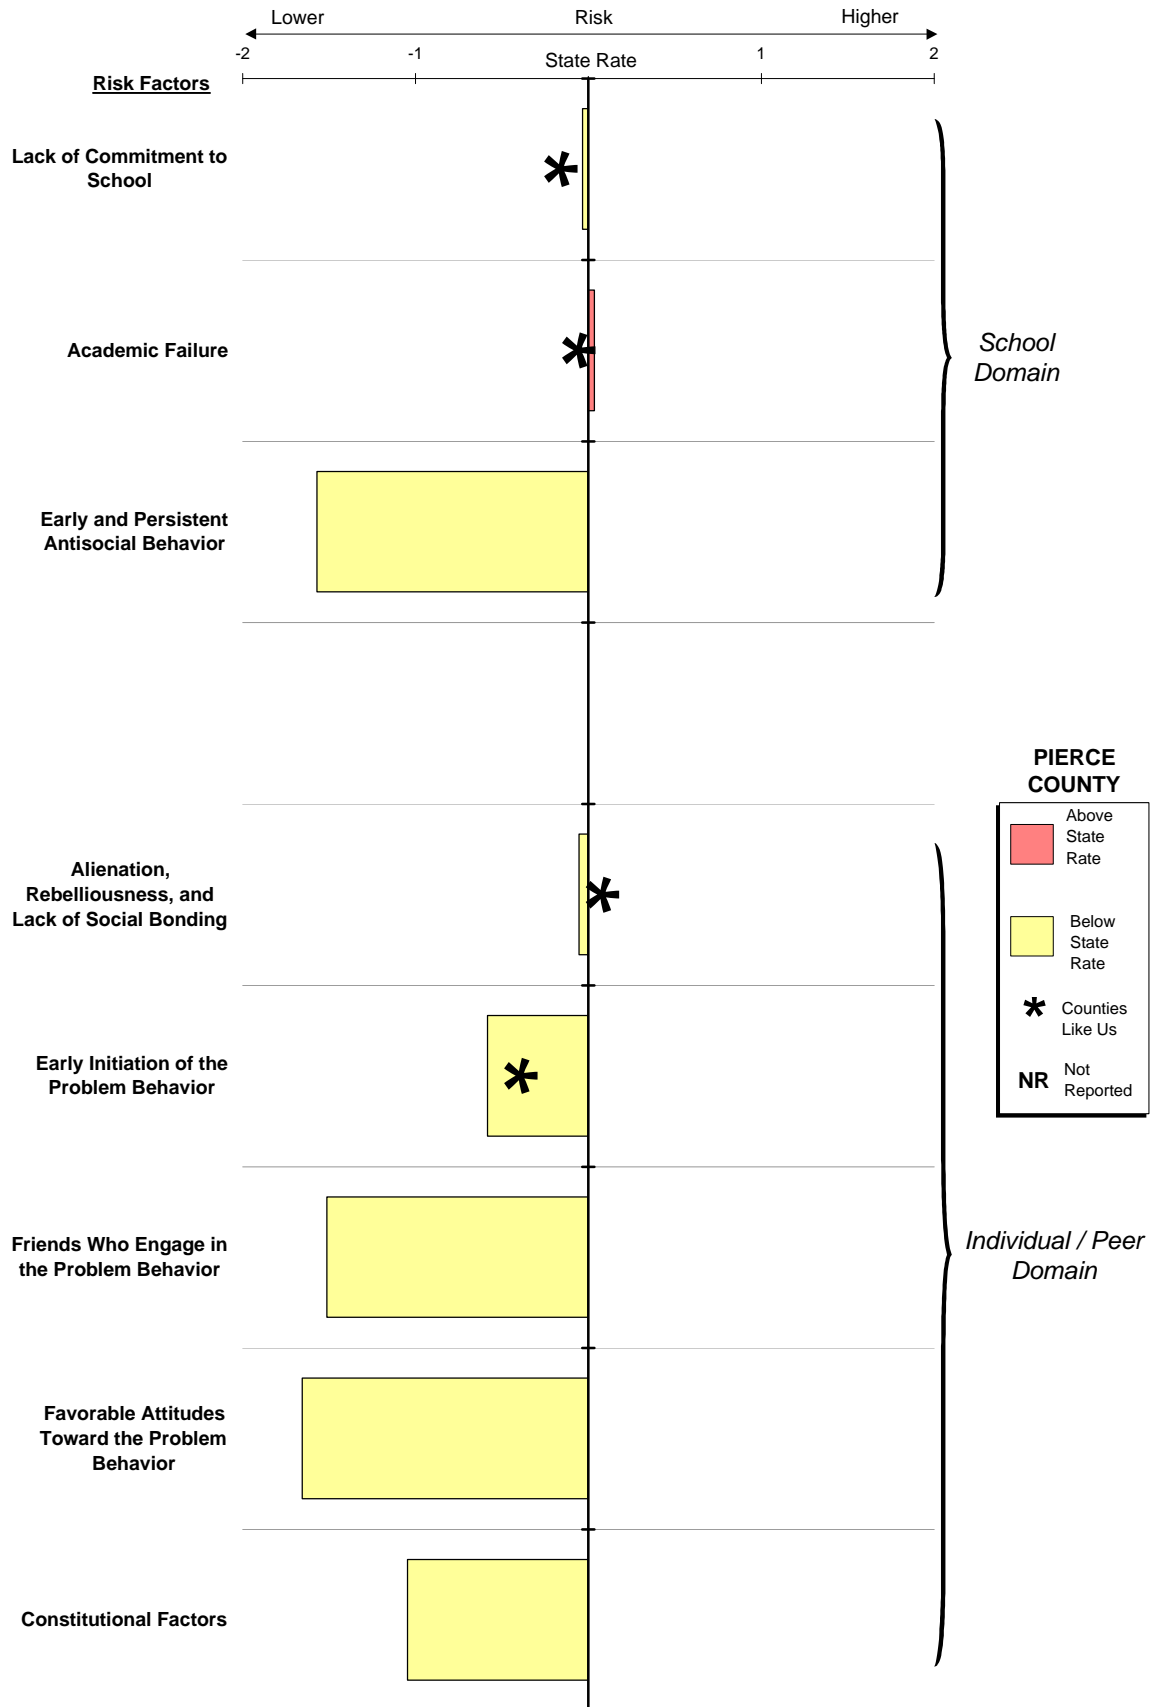 Lower Risk Higher
-2 -1 1 2
State Rate
Risk Factors
Lack of Commitment to
School
Academic Failure
School
Domain
Early and Persistent
Antisocial Behavior
PIERCE
COUNTY
Above
State
Rate
Below
State
Rate
* Counties
Like Us
NR Not
Reported
Alienation,
Rebelliousness, and
Lack of Social Bonding
Early Initiation of the
Problem Behavior
Friends Who Engage in
the Problem Behavior
Individual / Peer
Domain
Favorable Attitudes
Toward the Problem
Behavior
Constitutional Factors